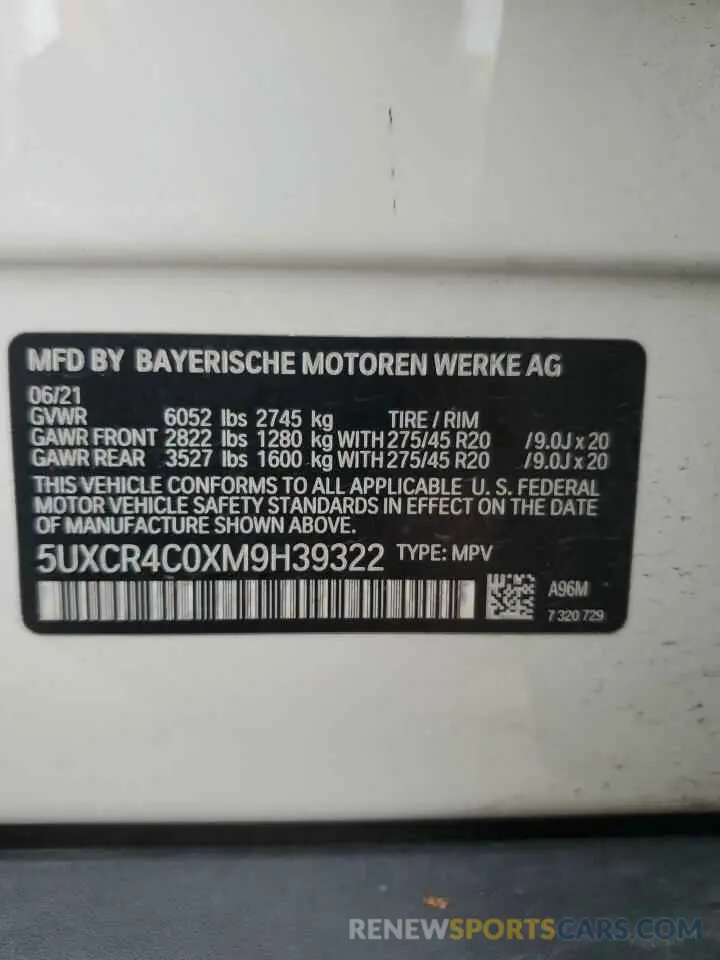 MFD BY BAYERISCHE MOTOREN WERKE AG
06/21
GVWR 6052 lbs 2745 kg TIRE / RIM
GAWR FRONT 2822 lbs 1280 kg WITH 275/45 R20 /9.0J x 20
GAWR REAR 3527 lbs 1600 kg WITH 275/45 R20 /9.0J x 20
THIS VEHICLE CONFORMS TO ALL APPLICABLE U. S. FEDERAL
MOTOR VEHICLE SAFETY STANDARDS IN EFFECT ON THE DATE
OF MANUFACTURE SHOWN ABOVE.
5UXCR4C0XM9H39322 TYPE: MPV
A96M
7 320 729
RENEWSPORTSCARS.COM